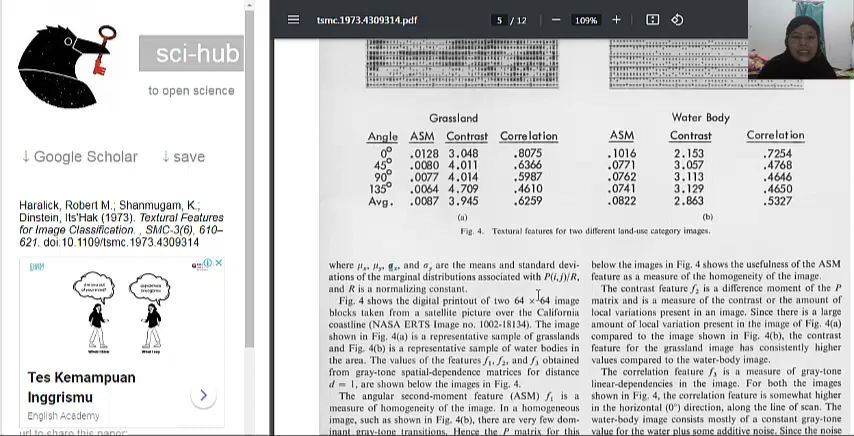 tsmc.1973.4309314.pdf
5 / 12
109%
sci-hub
to open science
↓ Google Scholar ↓ save
Haralick, Robert M.; Shanmugam, K.;
Dinstein, Its'Hak (1973). Textural Features
for Image Classification. , SMC-3(6), 610–
621. doi:10.1109/tsmc.1973.4309314
Tes Kemampuan
Inggrismu
English Academy
url to share this paper:
Grassland
Angle ASM Contrast Correlation
0° .0128 3.048 .8075
45° .0080 4.011 .6366
90° .0077 4.014 .5987
135° .0064 4.709 .4610
Avg. .0087 3.945 .6259
(a)
Water Body
ASM Contrast Correlation
.1016 2.153 .7254
.0771 3.057 .4768
.0762 3.113 .4646
.0741 3.129 .4650
.0822 2.863 .5327
(b)
Fig. 4. Textural features for two different land-use category images.
where μx, μy, σx, and σy are the means and standard devi-
ations of the marginal distributions associated with P(i,j)/R,
and R is a normalizing constant.
Fig. 4 shows the digital printout of two 64 × 64 image
blocks taken from a satellite picture over the California
coastline (NASA ERTS Image no. 1002-18134). The image
shown in Fig. 4(a) is a representative sample of grasslands
and Fig. 4(b) is a representative sample of water bodies in
the area. The values of the features f1, f2, and f3 obtained
from gray-tone spatial-dependence matrices for distance
d = 1, are shown below the images in Fig. 4.
The angular second-moment feature (ASM) f1 is a
measure of homogeneity of the image. In a homogeneous
image, such as shown in Fig. 4(b), there are very few dom-
inant gray-tone transitions. Hence the P matrix for this
below the images in Fig. 4 shows the usefulness of the ASM
feature as a measure of the homogeneity of the image.
The contrast feature f2 is a difference moment of the P
matrix and is a measure of the contrast or the amount of
local variations present in an image. Since there is a large
amount of local variation present in the image of Fig. 4(a)
compared to the image shown in Fig. 4(b), the contrast
feature for the grassland image has consistently higher
values compared to the water-body image.
The correlation feature f3 is a measure of gray-tone
linear-dependencies in the image. For both the images
shown in Fig. 4, the correlation feature is somewhat higher
in the horizontal (0°) direction, along the line of scan. The
water-body image consists mostly of a constant gray-tone
value for the water plus some additive noise. Since the noise